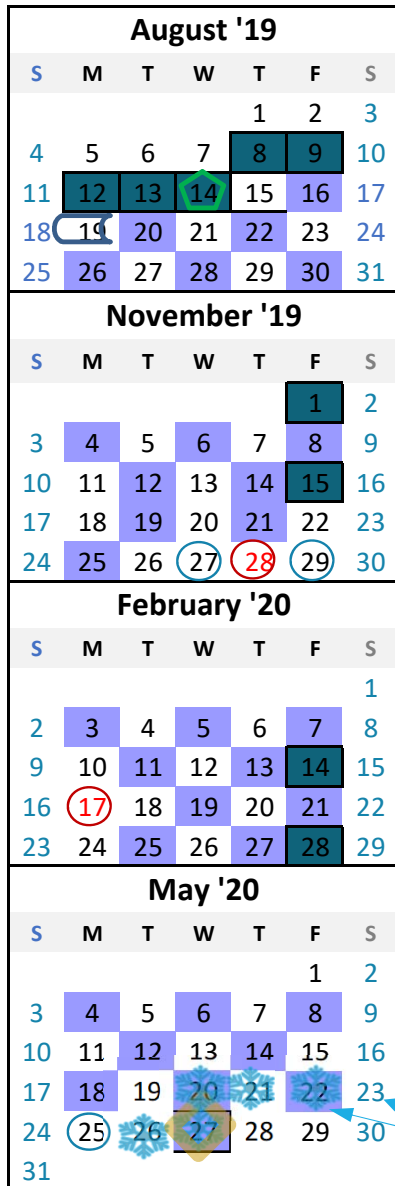 August '19
S M T W T F S
1 2 3
4 5 6 7 8 9 10
11 12 13 14 15 16 17
18 19 20 21 22 23 24
25 26 27 28 29 30 31
November '19
S M T W T F S
1 2
3 4 5 6 7 8 9
10 11 12 13 14 15 16
17 18 19 20 21 22 23
24 25 26 27 28 29 30
February '20
S M T W T F S
1
2 3 4 5 6 7 8
9 10 11 12 13 14 15
16 17 18 19 20 21 22
23 24 25 26 27 28 29
May '20
S M T W T F S
1 2
3 4 5 6 7 8 9
10 11 12 13 14 15 16
17 18 19 20 21 22 23
24 25 26 27 28 29 30
31